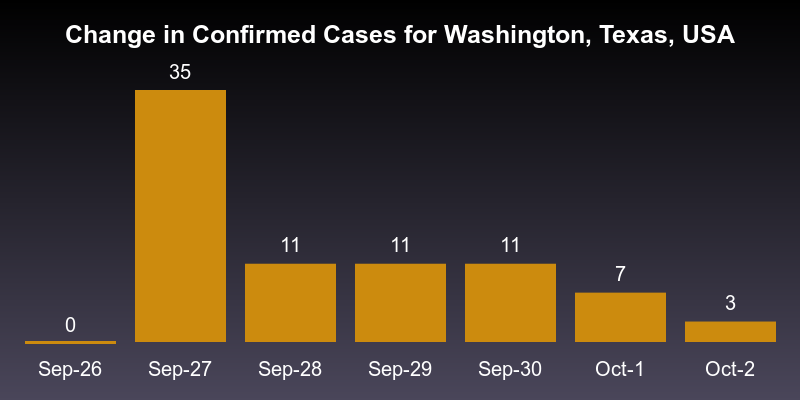 Change in Confirmed Cases for Washington, Texas, USA
35
11 11 11
7
3
0
Sep-26 Sep-27 Sep-28 Sep-29 Sep-30 Oct-1 Oct-2